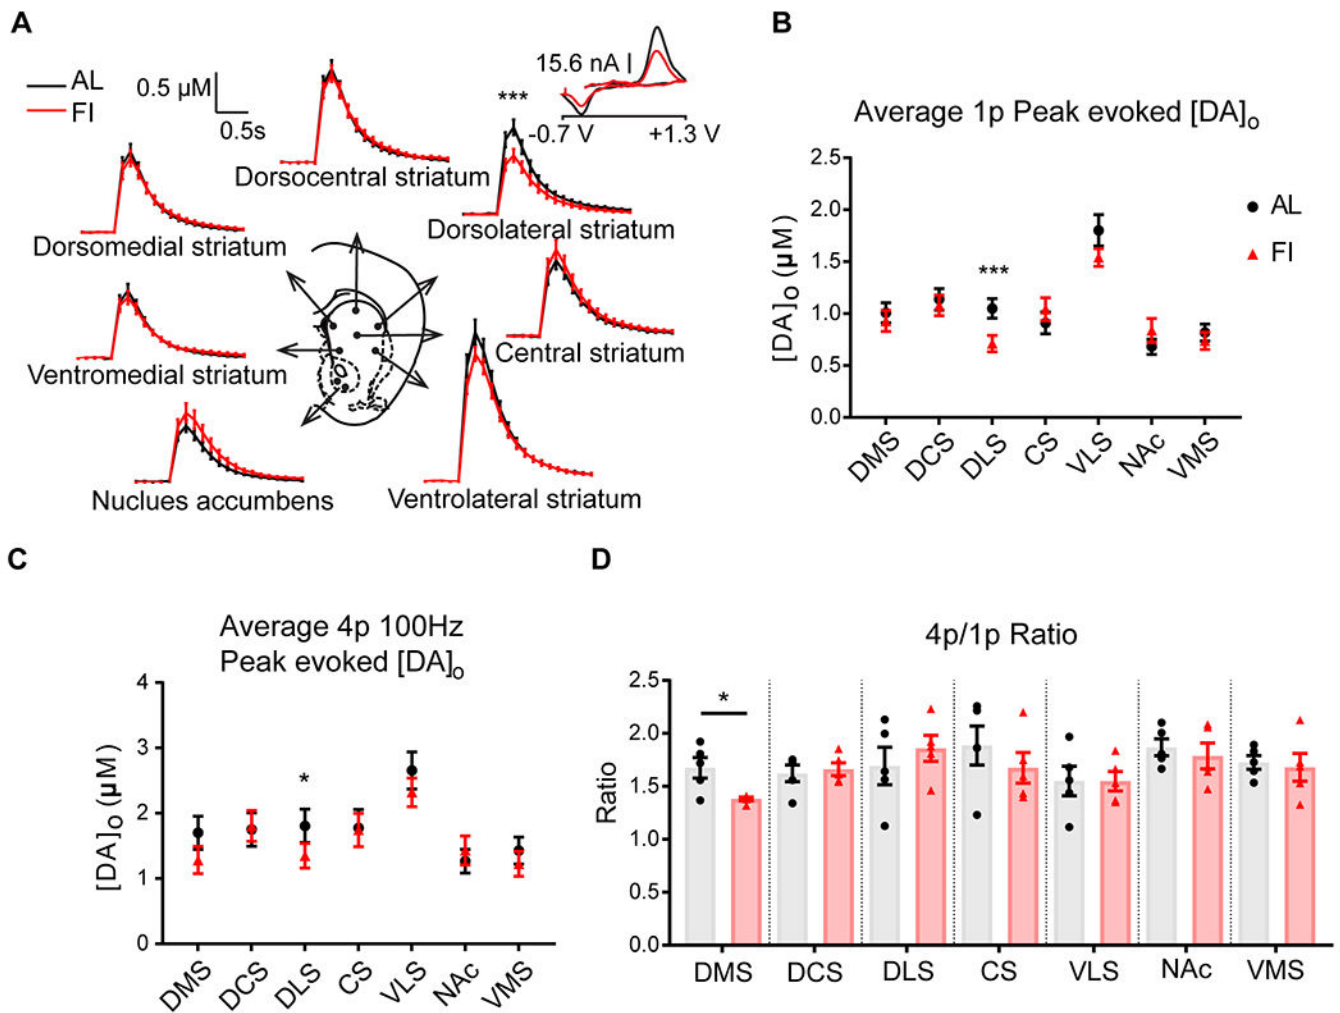 A
AL
FI
0.5 µM
0.5s
15.6 nA
-0.7 V
+1.3 V
***
Dorsocentral striatum
Dorsomedial striatum
Dorsolateral striatum
Central striatum
Ventromedial striatum
Nuclues accumbens
Ventrolateral striatum
B
Average 1p Peak evoked [DA]o
[DA]o (µM)
2.5
2.0
1.5
1.0
0.5
0.0
***
AL
FI
DMS
DCS
DLS
CS
VLS
NAc
VMS
C
Average 4p 100Hz
Peak evoked [DA]o
[DA]o (µM)
4
3
2
1
0
*
DMS
DCS
DLS
CS
VLS
NAc
VMS
D
4p/1p Ratio
Ratio
2.5
2.0
1.5
1.0
0.5
0.0
*
DMS
DCS
DLS
CS
VLS
NAc
VMS